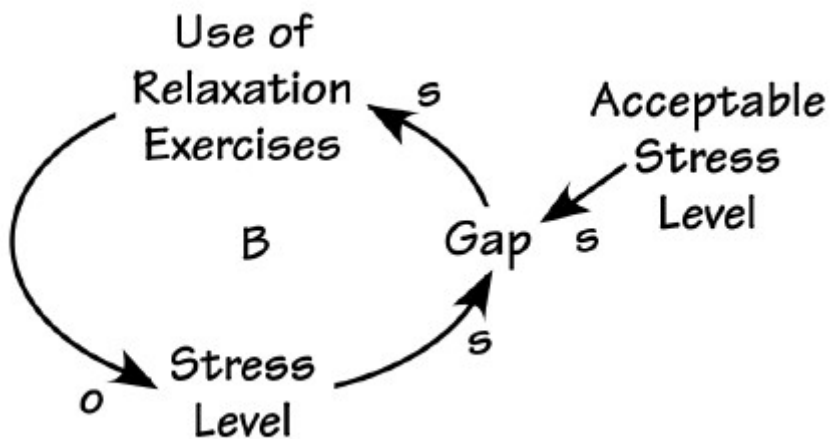 Use of
Relaxation
Exercises
s
Acceptable
Stress
Level
B
Gap
s
s
Stress
Level
o